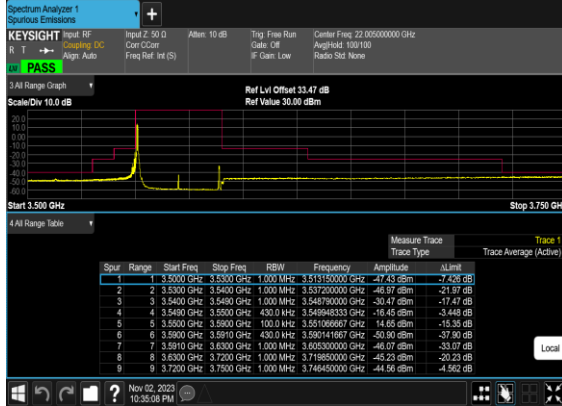 Spectrum Analyzer 1
Spurious Emissions
KEYSIGHT Input: RF Input Z: 50 Ω Atten: 10 dB Trig: Free Run Center Freq: 22.005000000 GHz
R T Coupling: DC Corr CCorr Gate: Off Avg|Hold: 100/100
Align: Auto Freq Ref: Int (S) IF Gain: Low Radio Std: None
PASS
3 All Range Graph Ref Lvl Offset 33.47 dB
Scale/Div 10.0 dB Ref Value 30.00 dBm
20.0
10.0
0.00
-10.0
-20.0
-30.0
-40.0
-50.0
-60.0
Start 3.500 GHz Stop 3.750 GH
4 All Range Table
Measure Trace Trace 1
Trace Type Trace Average (Active)
Spur Range Start Freq Stop Freq RBW Frequency Amplitude ΔLimit
1 1 3.5000 GHz 3.5300 GHz 1.000 MHz 3.513150000 GHz -47.43 dBm -7.426 dB
2 2 3.5300 GHz 3.5400 GHz 1.000 MHz 3.537200000 GHz -46.97 dBm -21.97 dB
3 3 3.5400 GHz 3.5490 GHz 1.000 MHz 3.548790000 GHz -30.47 dBm -17.47 dB
4 4 3.5490 GHz 3.5500 GHz 430.0 kHz 3.549948333 GHz -16.45 dBm -3.448 dB
5 5 3.5500 GHz 3.5900 GHz 100.0 kHz 3.551066667 GHz 14.65 dBm -15.35 dB
6 6 3.5900 GHz 3.5910 GHz 430.0 kHz 3.590141667 GHz -50.90 dBm -37.90 dB
7 7 3.5910 GHz 3.6300 GHz 1.000 MHz 3.605300000 GHz -46.07 dBm -33.07 dB
8 8 3.6300 GHz 3.7200 GHz 1.000 MHz 3.719850000 GHz -45.23 dBm -20.23 dB
9 9 3.7200 GHz 3.7500 GHz 1.000 MHz 3.746450000 GHz -44.56 dBm -4.562 dB
Local
Nov 02, 2023
10:35:08 PM